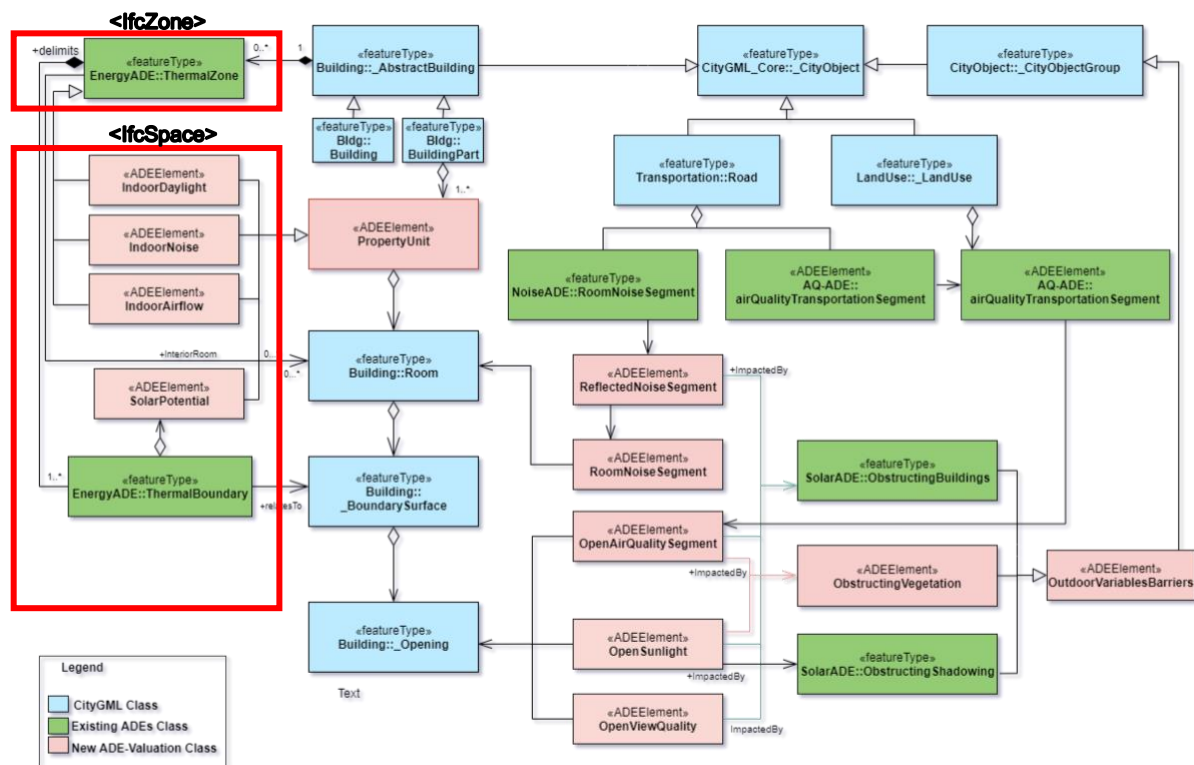 <IfcZone>
+delimits
0..*
1
«featureType»
EnergyADE::ThermalZone
«featureType»
Building::_AbstractBuilding
«featureType»
CityGML_Core::_CityObject
«featureType»
CityObject::_CityObjectGroup
<IfcSpace>
«featureType»
Bldg::
Building
«featureType»
Bldg::
BuildingPart
«featureType»
Transportation::Road
«featureType»
LandUse::_LandUse
«ADEElement»
IndoorDaylight
1..*
«ADEElement»
IndoorNoise
«ADEElement»
PropertyUnit
«ADEElement»
IndoorAirflow
«featureType»
NoiseADE::RoomNoiseSegment
«ADEElement»
AQ-ADE::
airQualityTransportationSegment
«ADEElement»
AQ-ADE::
airQualityTransportationSegment
+InteriorRoom
0...
0...*
«featureType»
Building::Room
«ADEElement»
ReflectedNoiseSegment
+ImpactedBy
«ADEElement»
SolarPotential
«ADEElement»
RoomNoiseSegment
1..*
«featureType»
EnergyADE::ThermalBoundary
+relatesTo
«featureType»
Building::
_BoundarySurface
«featureType»
SolarADE::ObstructingBuildings
«ADEElement»
OpenAirQualitySegment
+ImpactedBy
«ADEElement»
ObstructingVegetation
«ADEElement»
OutdoorVariablesBarriers
«featureType»
Building::_Opening
«ADEElement»
OpenSunlight
+ImpactedBy
«featureType»
SolarADE::ObstructingShadowing
Text
«ADEElement»
OpenViewQuality
ImpactedBy
Legend
CityGML Class
Existing ADEs Class
New ADE-Valuation Class